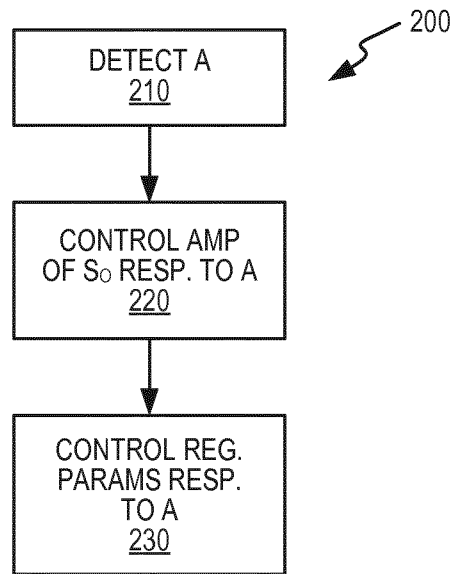 200
DETECT A
210
CONTROL AMP
OF SO RESP. TO A
220
CONTROL REG.
PARAMS RESP.
TO A
230